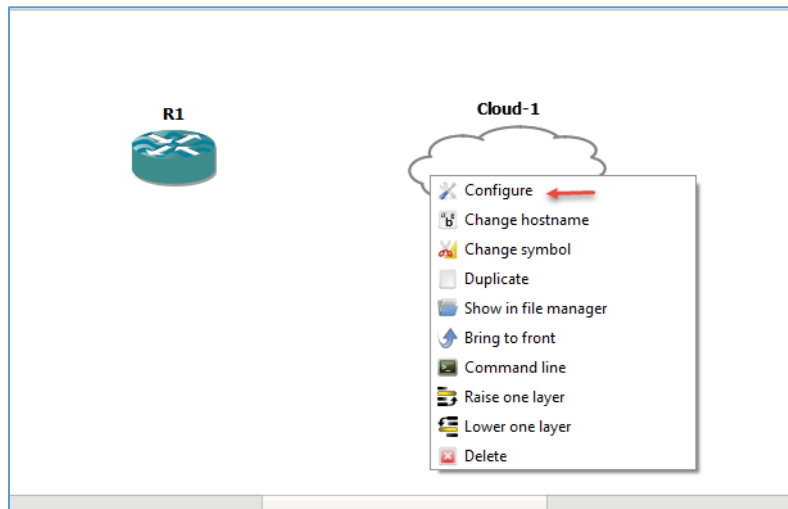 R1
Cloud-1
Configure
Change hostname
Change symbol
Duplicate
Show in file manager
Bring to front
Command line
Raise one layer
Lower one layer
Delete